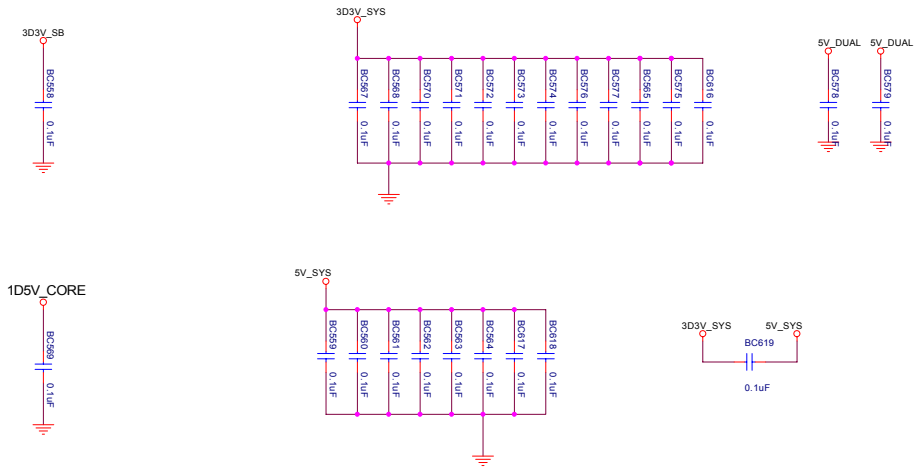 3D3V_SB
BC558
0.1uF
3D3V_SYS
BC567
0.1uF
BC568
0.1uF
BC570
0.1uF
BC571
0.1uF
BC572
0.1uF
BC573
0.1uF
BC574
0.1uF
BC576
0.1uF
BC577
0.1uF
BC565
0.1uF
BC575
0.1uF
BC616
0.1uF
5V_DUAL
BC578
0.1uF
5V_DUAL
BC579
0.1uF
1D5V_CORE
BC569
0.1uF
5V_SYS
BC559
0.1uF
BC560
0.1uF
BC561
0.1uF
BC562
0.1uF
BC563
0.1uF
BC564
0.1uF
BC617
0.1uF
BC618
0.1uF
3D3V_SYS
5V_SYS
BC619
0.1uF